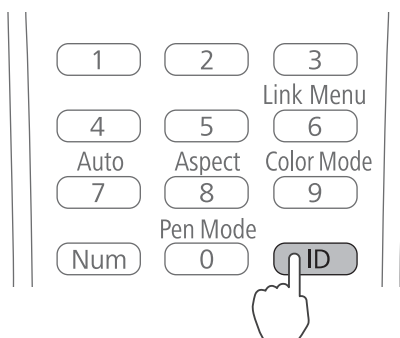 1 2 3
Link Menu
4 5 6
Auto Aspect Color Mode
7 8 9
Pen Mode
Num 0 ID